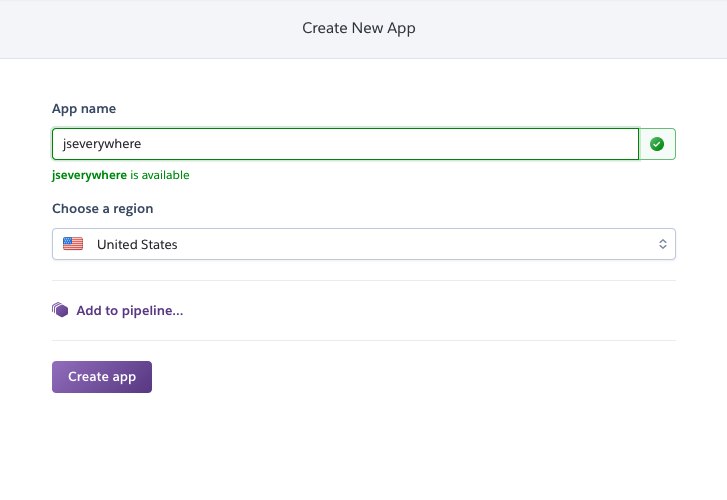 Create New App
App name
jseverywhere
jseverywhere is available
Choose a region
United States
Add to pipeline...
Create app